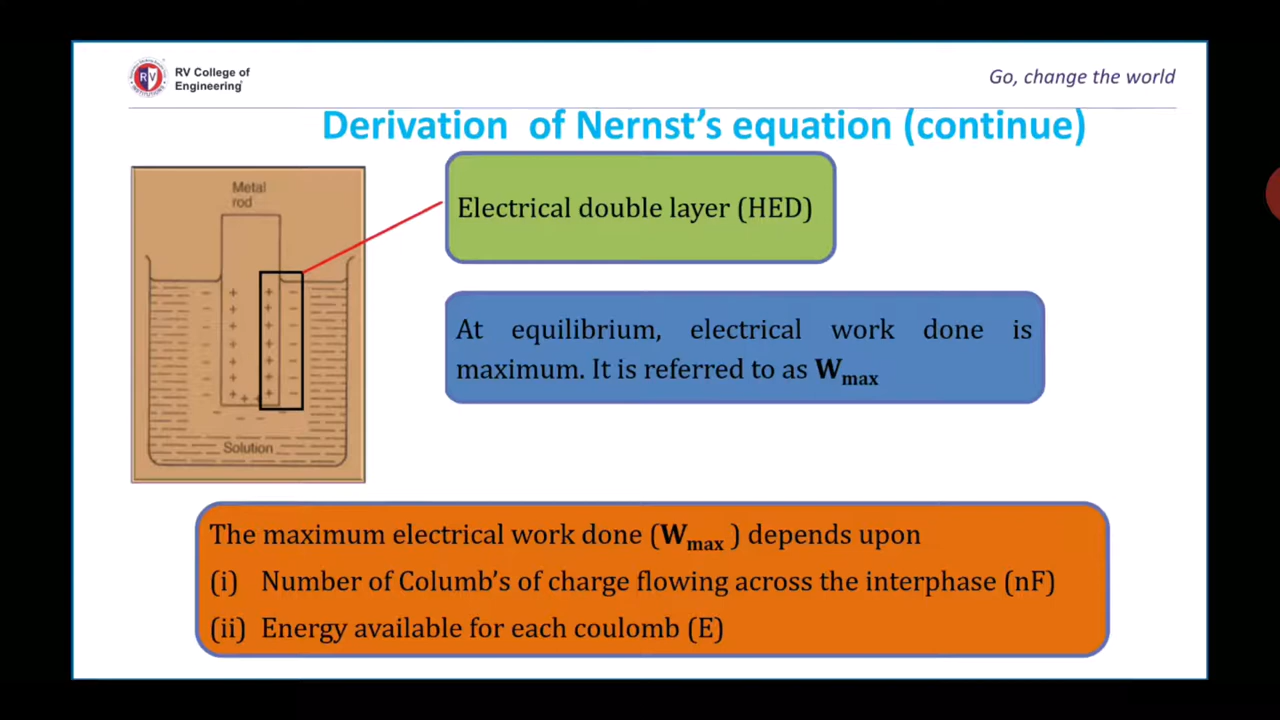 RV College of
Engineering
Go, change the world
Derivation of Nernst's equation (continue)
Metal
rod
Electrical double layer (HED)
At equilibrium, electrical work done is
maximum. It is referred to as Wmax
Solution
The maximum electrical work done (Wmax ) depends upon
(i) Number of Columb's of charge flowing across the interphase (nF)
(ii) Energy available for each coulomb (E)